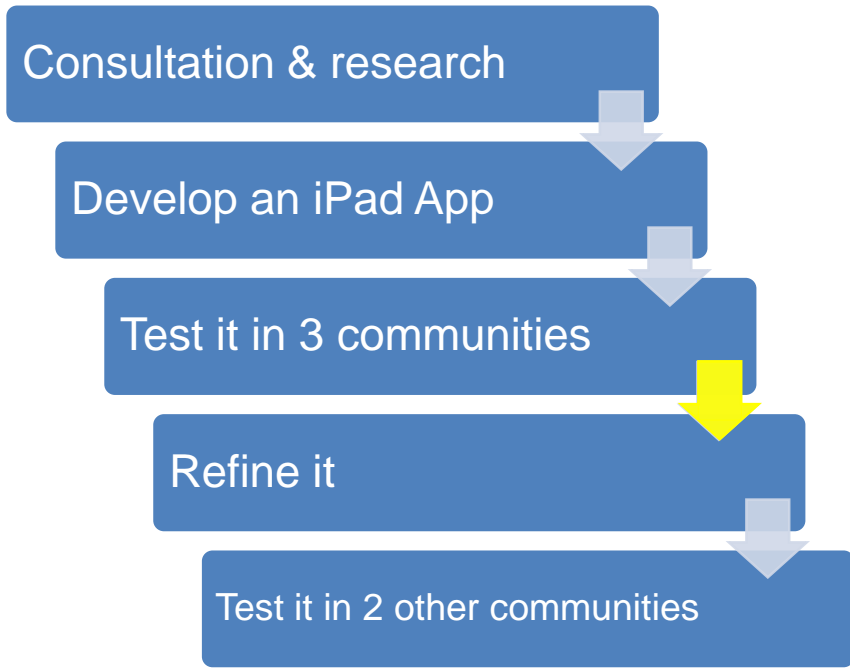 Consultation & research
Develop an iPad App
Test it in 3 communities
Refine it
Test it in 2 other communities